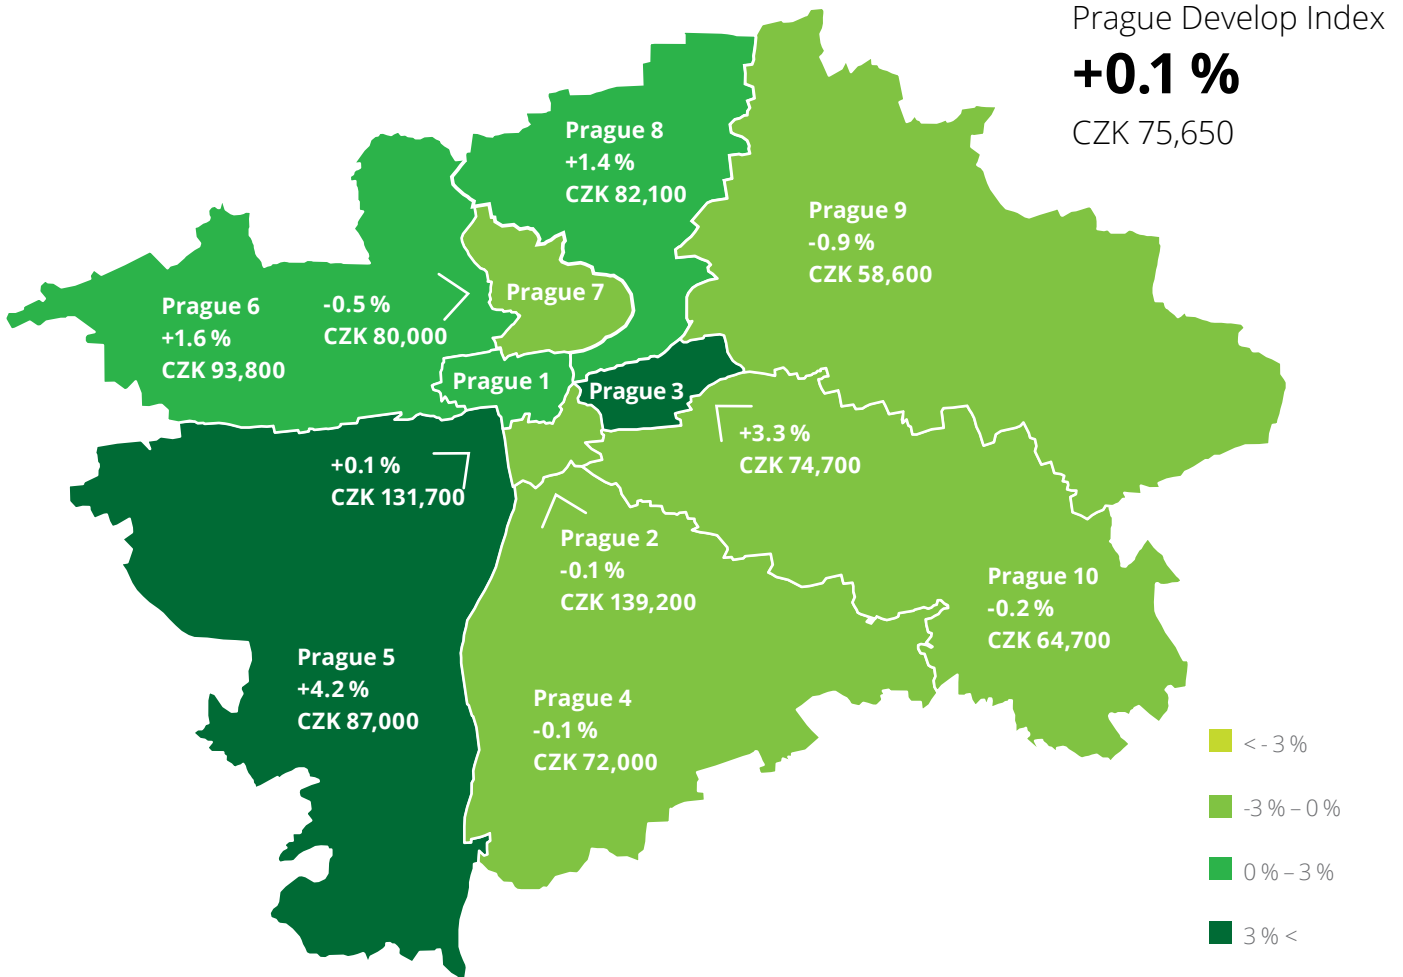 Prague Develop Index
+0.1 %
CZK 75,650
Prague 8
+1.4 %
CZK 82,100
Prague 9
-0.9 %
CZK 58,600
Prague 6
+1.6 %
CZK 93,800
-0.5 %
CZK 80,000
Prague 7
Prague 1
Prague 3
+0.1 %
CZK 131,700
+3.3 %
CZK 74,700
Prague 2
-0.1 %
CZK 139,200
Prague 10
-0.2 %
CZK 64,700
Prague 5
+4.2 %
CZK 87,000
Prague 4
-0.1 %
CZK 72,000
< - 3 %
-3 % – 0 %
0 % – 3 %
3 % <